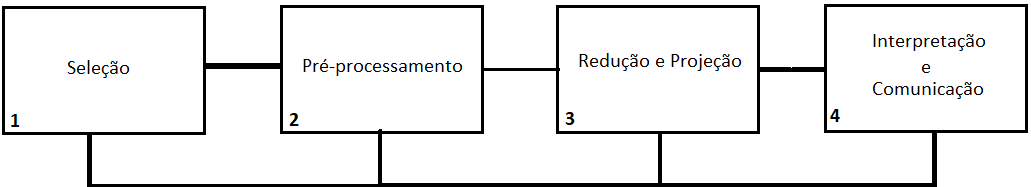 Seleção
1
Pré-processamento
2
Redução e Projeção
3
Interpretação
e
Comunicação
4